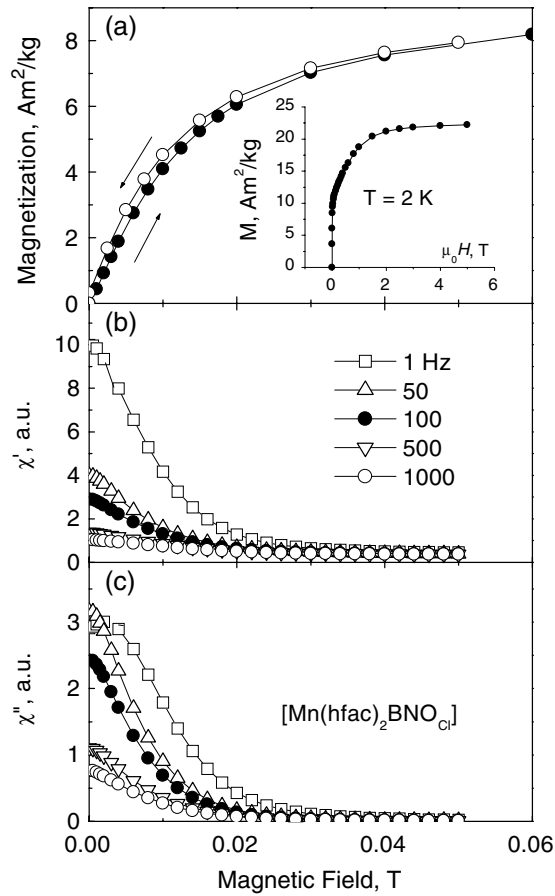 (a)
Magnetization, Am²/kg
8
6
4
2
0
M, Am²/kg
25
20
15
10
5
0
T = 2 K
μ₀H, T
0 2 4 6
(b)
χ', a.u.
10
8
6
4
2
0
1 Hz
50
100
500
1000
(c)
χ'', a.u.
3
2
1
0
[Mn(hfac)₂BNO_Cl]
0.00 0.02 0.04 0.06
Magnetic Field, T